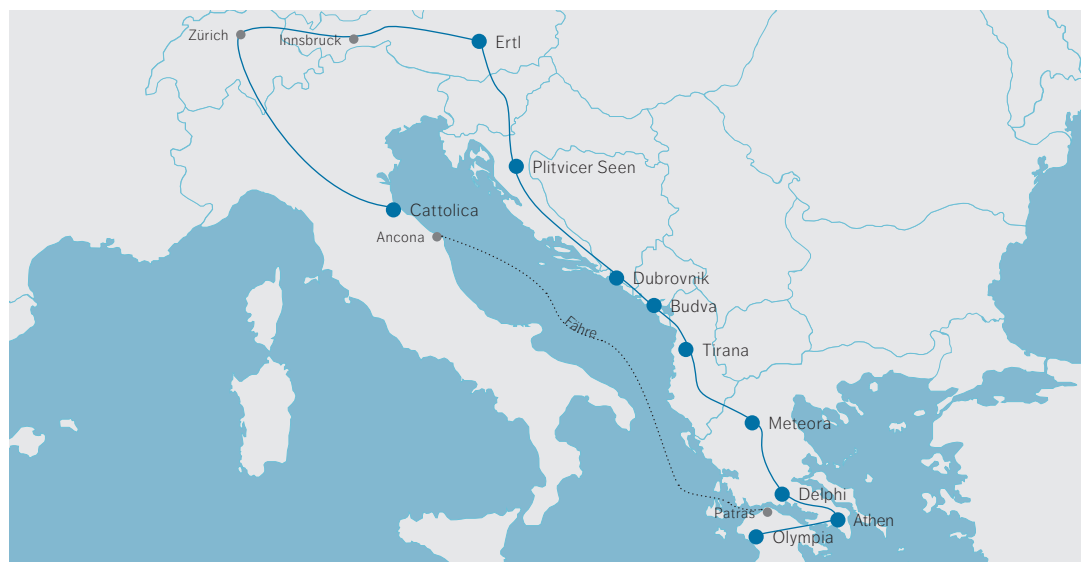 Zürich
Innsbruck
Ertl
Plitvicer Seen
Cattolica
Ancona
Dubrovnik
Budva
Fähre
Tirana
Meteora
Delphi
Patras
Athen
Olympia